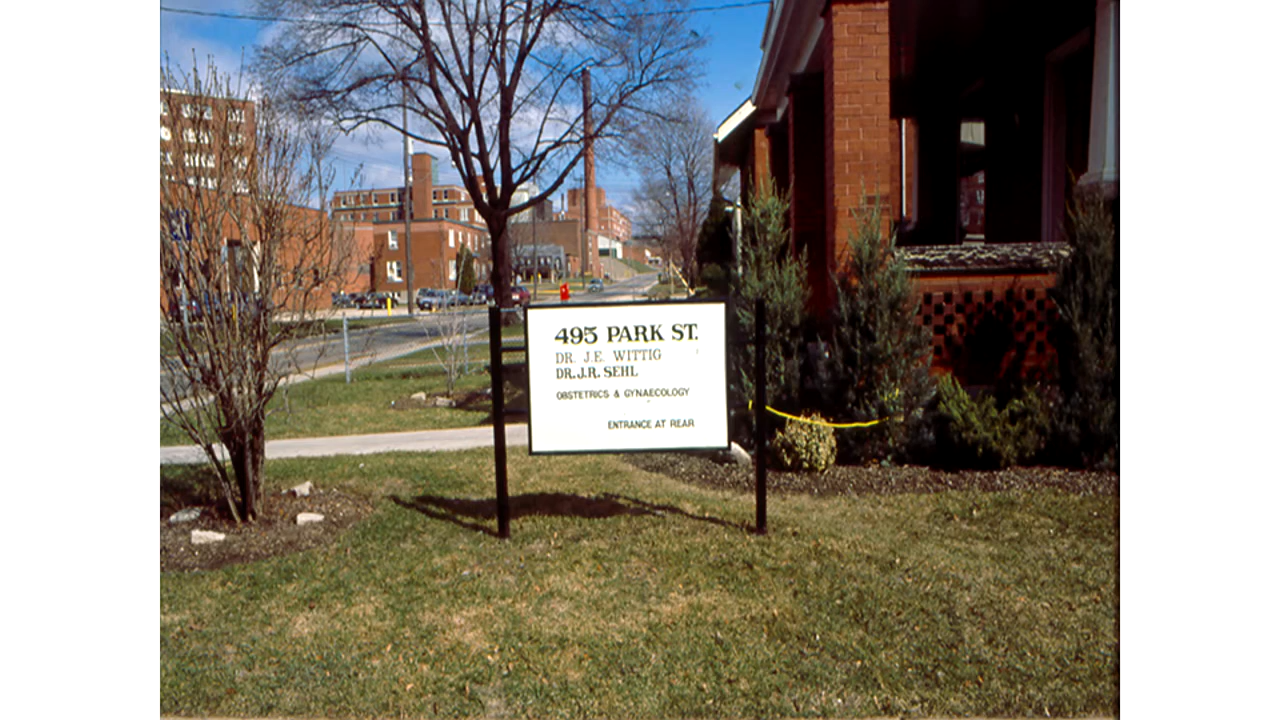 495 PARK ST.
DR. J.E. WITTIG
DR. J.R. SEHL
OBSTETRICS & GYNAECOLOGY
ENTRANCE AT REAR